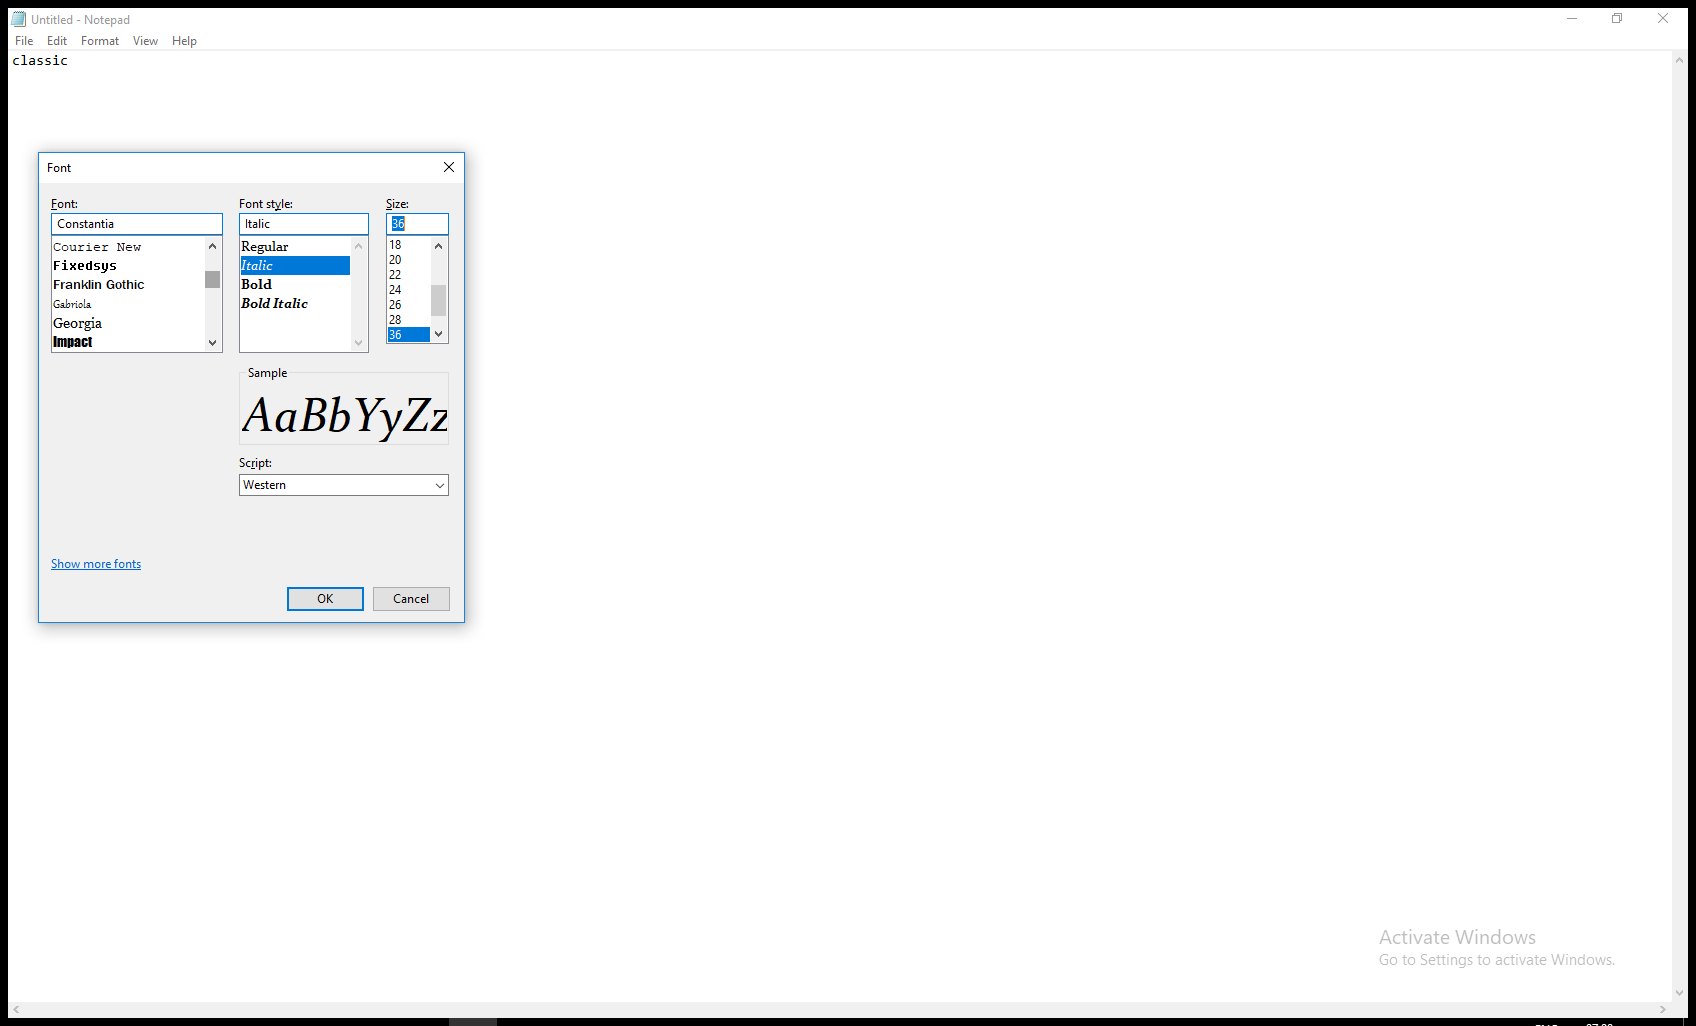 Untitled - Notepad
File Edit Format View Help
classic
Font
Font: Font style: Size:
Constantia Italic 36
Courier New
Fixedsys
Franklin Gothic
Gabriola
Georgia
Impact
Regular
Italic
Bold
Bold Italic
18
20
22
24
26
28
36
Sample
AaBbYyZz
Script:
Western
Show more fonts
OK Cancel
Activate Windows
Go to Settings to activate Windows.